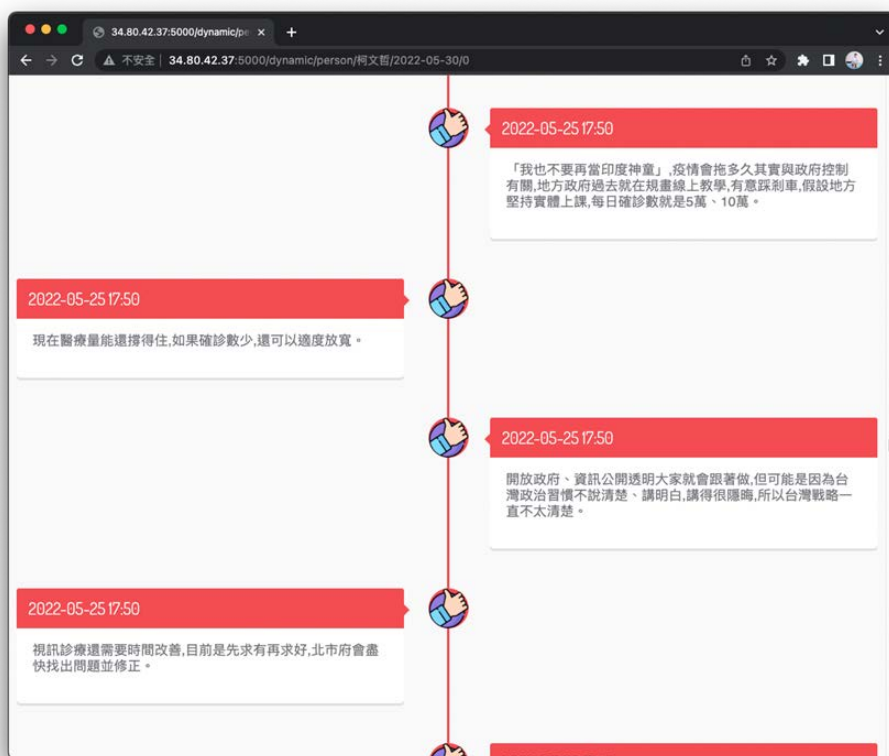 34.80.42.37:5000/dynamic/pe
不安全 34.80.42.37:5000/dynamic/person/柯文哲/2022-05-30/0
2022-05-25 17:50
「我也不要再當印度神童」,疫情會拖多久其實與政府控制
有關,地方政府過去就在規畫線上教學,有意踩剎車,假設地方
堅持實體上課,每日確診數就是5萬、10萬。
2022-05-25 17:50
現在醫療量能還撐得住,如果確診數少,還可以適度放寬。
2022-05-25 17:50
開放政府、資訊公開透明大家就會跟著做,但可能是因為台
灣政治習慣不說清楚、講明白,講得很隱晦,所以台灣戰略一
直不太清楚。
2022-05-25 17:50
視訊診療還需要時間改善,目前是先求有再求好,北市府會盡
快找出問題並修正。